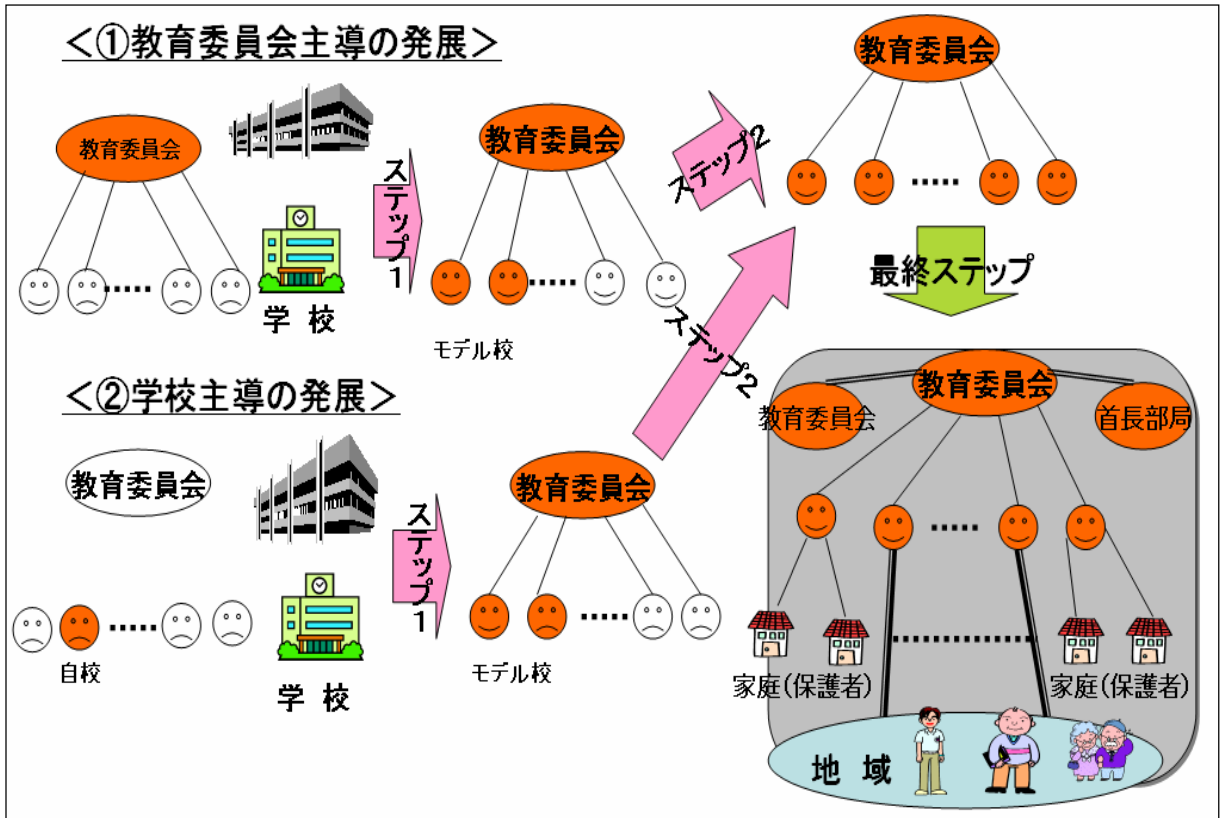 <①教育委員会主導の発展>
教育委員会
学 校
ステップ1
教育委員会
モデル校
ステップ2
教育委員会
最終ステップ
<②学校主導の発展>
教育委員会
自校
学 校
ステップ1
教育委員会
モデル校
ステップ2
教育委員会
教育委員会
首長部局
家庭(保護者)
家庭(保護者)
地 域